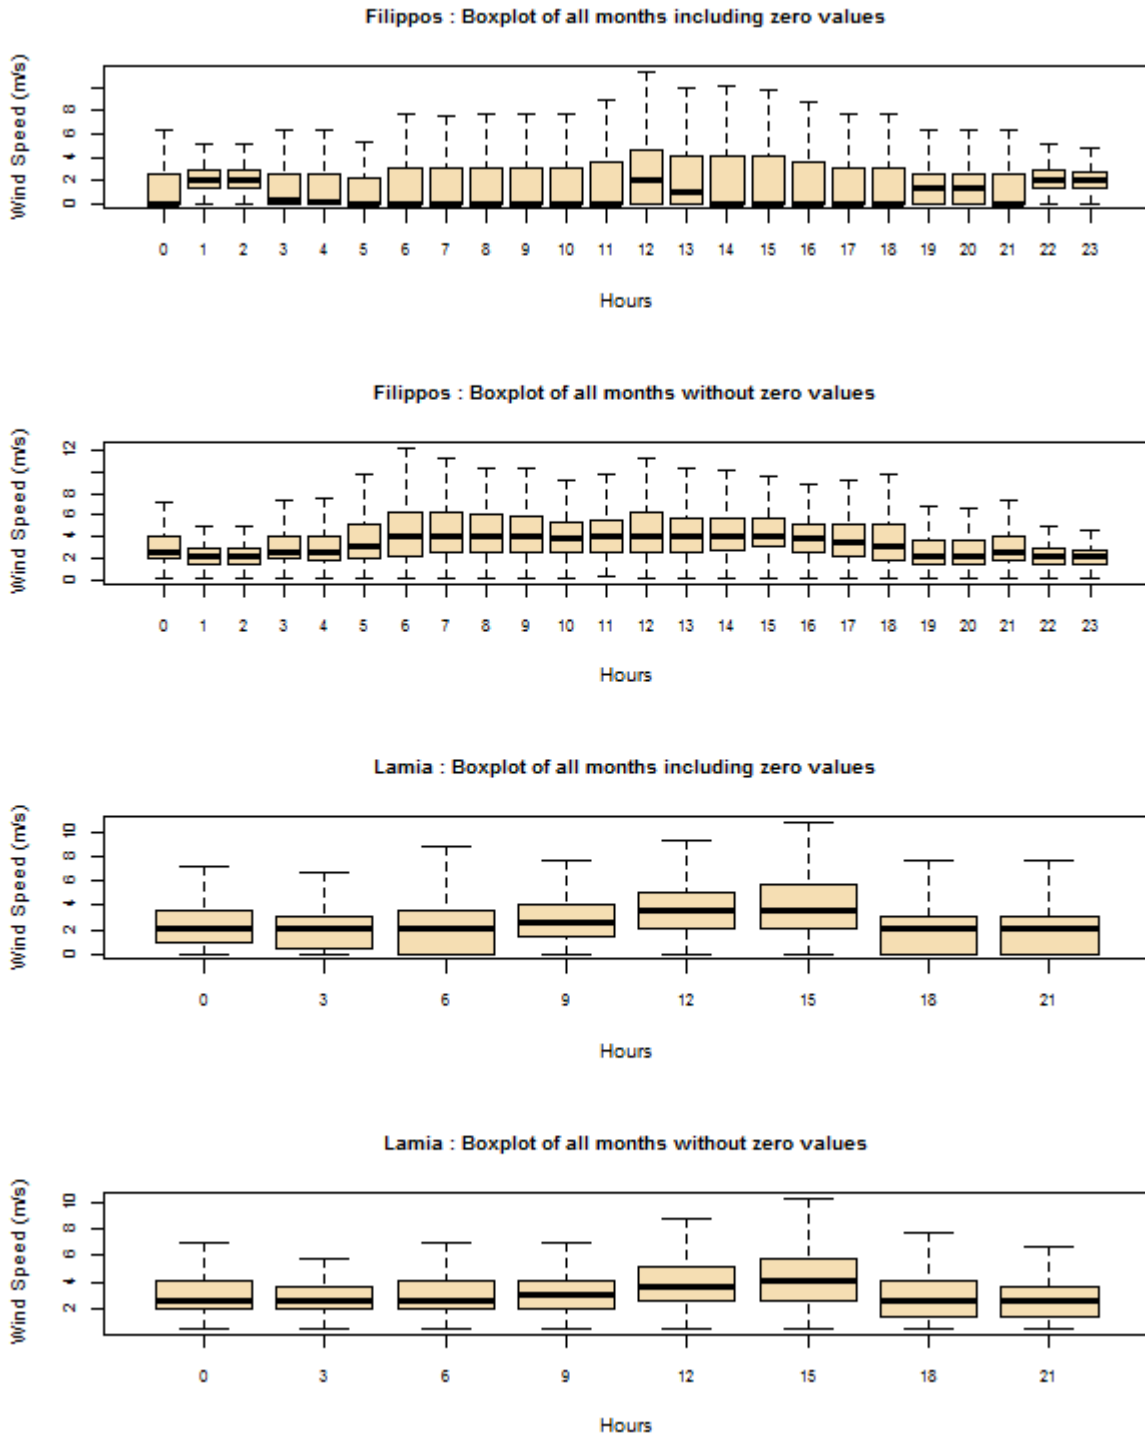 Filippos : Boxplot of all months including zero values
Wind Speed (m/s)
8
6
4
2
0
0 1 2 3 4 5 6 7 8 9 10 11 12 13 14 15 16 17 18 19 20 21 22 23
Hours
Filippos : Boxplot of all months without zero values
Wind Speed (m/s)
12
8
6
4
2
0
0 1 2 3 4 5 6 7 8 9 10 11 12 13 14 15 16 17 18 19 20 21 22 23
Hours
Lamia : Boxplot of all months including zero values
Wind Speed (m/s)
10
8
6
4
2
0
0 3 6 9 12 15 18 21
Hours
Lamia : Boxplot of all months without zero values
Wind Speed (m/s)
10
8
6
4
2
0 3 6 9 12 15 18 21
Hours